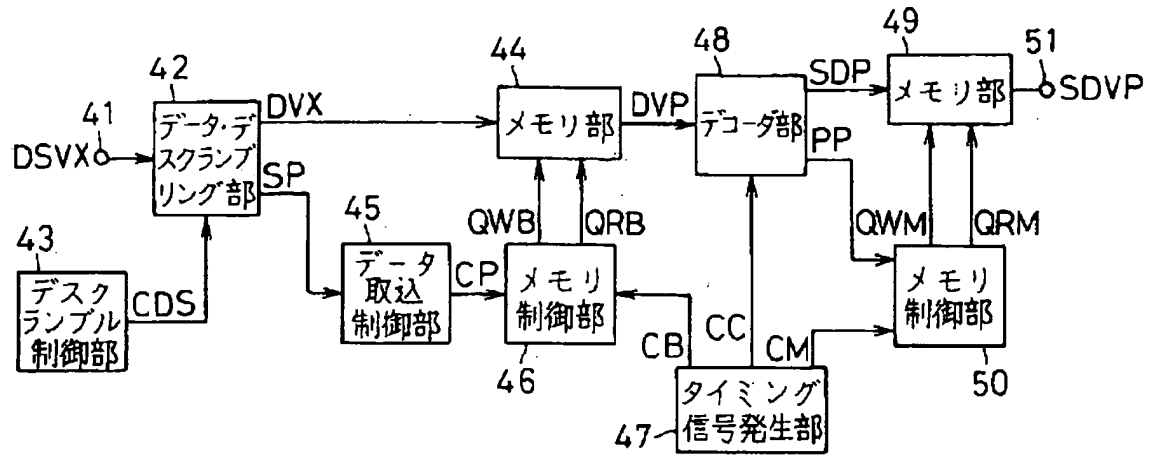 41
DSVX
42
データ・デ
スクランブ
リング部
DVX
SP
43
デスク
ランブル
制御部
CDS
44
メモリ部
DVP
45
データ
取込
制御部
CP
QWB
QRB
メモリ
制御部
46
48
デコーダ部
SDP
PP
49
メモリ部
51
SDVP
QWM
QRM
メモリ
制御部
50
CB
CC
CM
タイミング
信号発生部
47